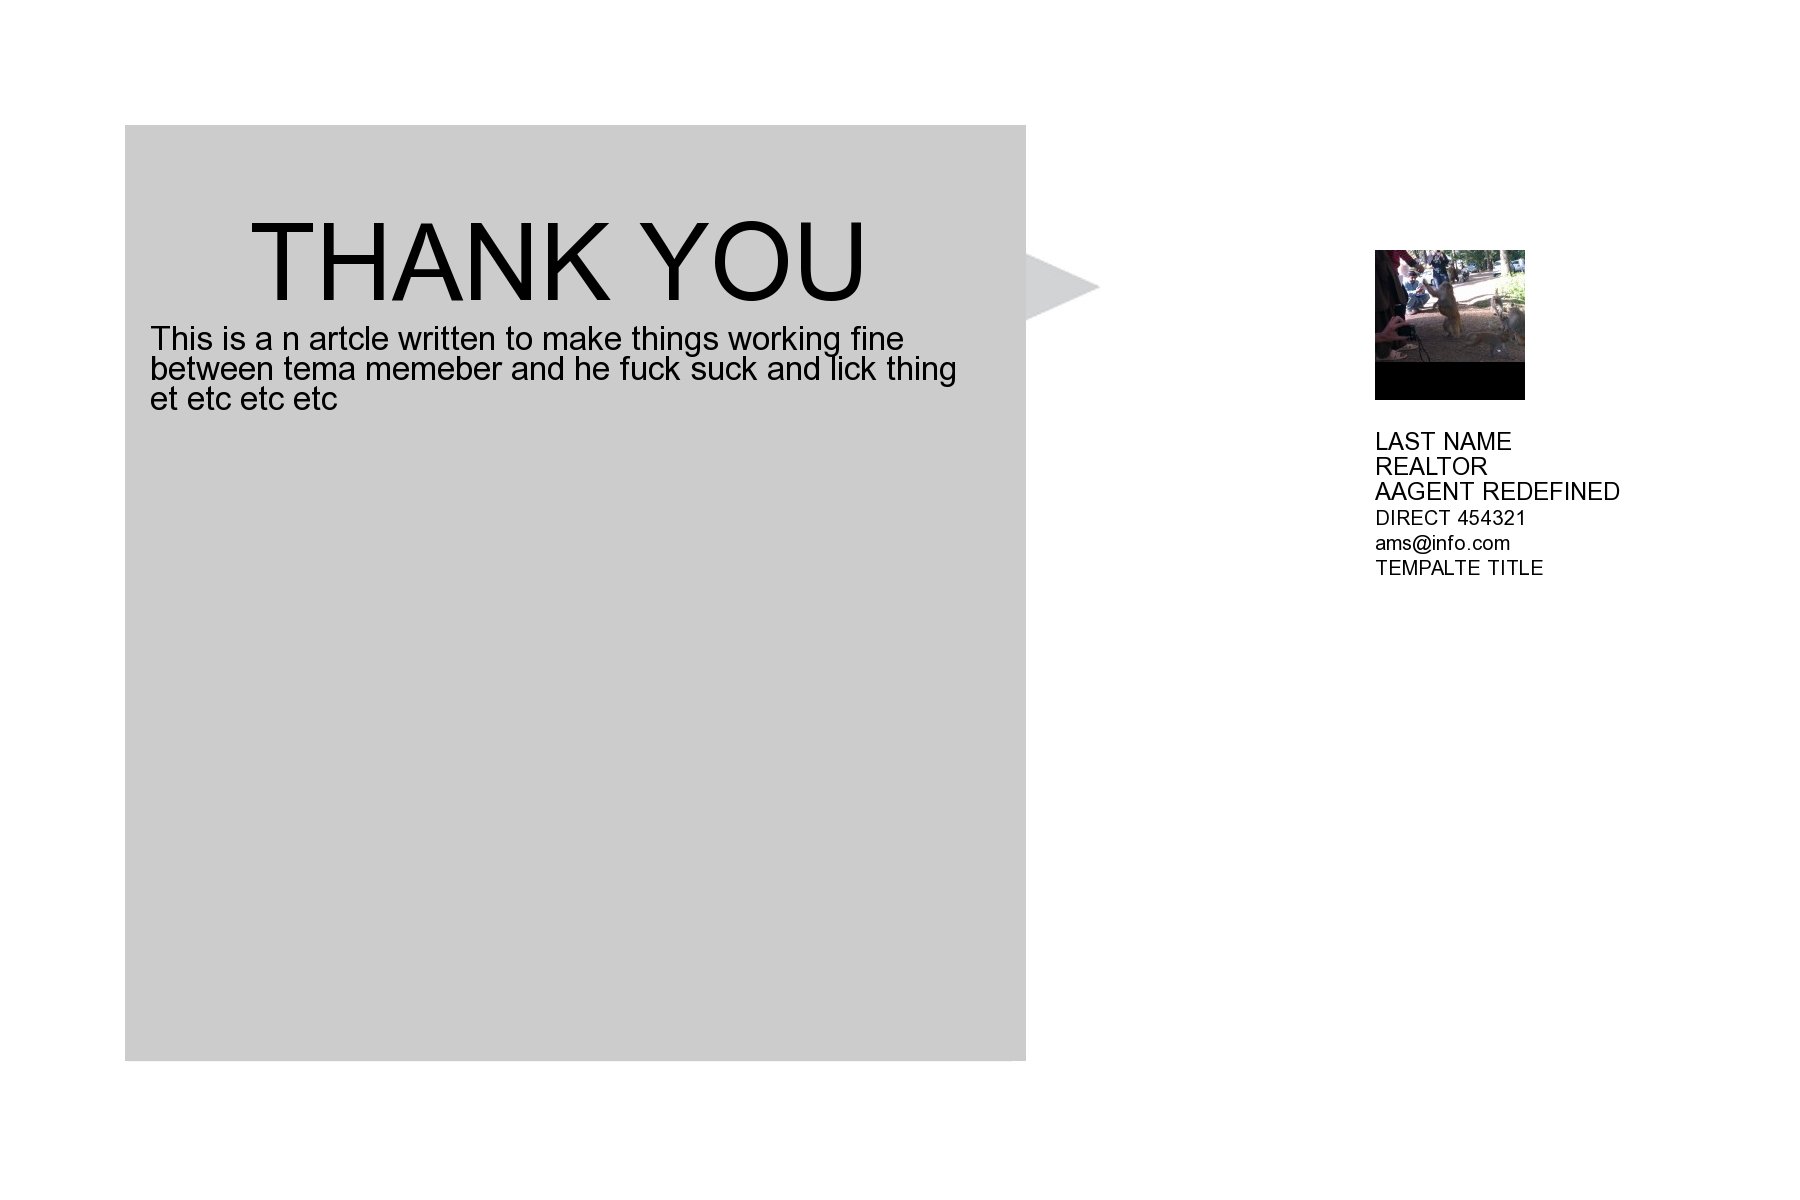 THANK YOU
This is a n artcle written to make things working fine
between tema memeber and he fuck suck and lick thing
et etc etc etc
LAST NAME
REALTOR
AAGENT REDEFINED
DIRECT 454321
ams@info.com
TEMPALTE TITLE